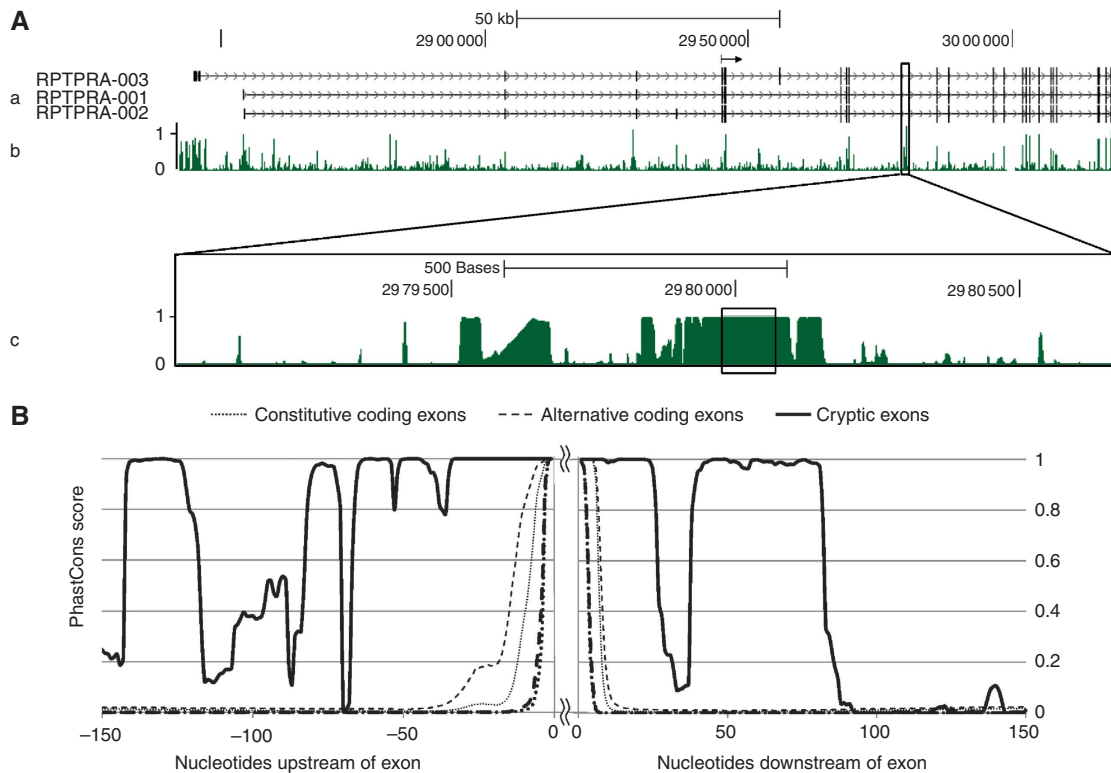 A
50 kb
29 00 000
29 50 000
30 00 000
RPTPRA-003
a
RPTPRA-001
RPTPRA-002
b
1
0
500 Bases
29 79 500
29 80 000
29 80 500
c
1
0
B
Constitutive coding exons
Alternative coding exons
Cryptic exons
PhastCons score
1
0.8
0.6
0.4
0.2
0
−150
−100
−50
0
0
50
100
150
Nucleotides upstream of exon
Nucleotides downstream of exon